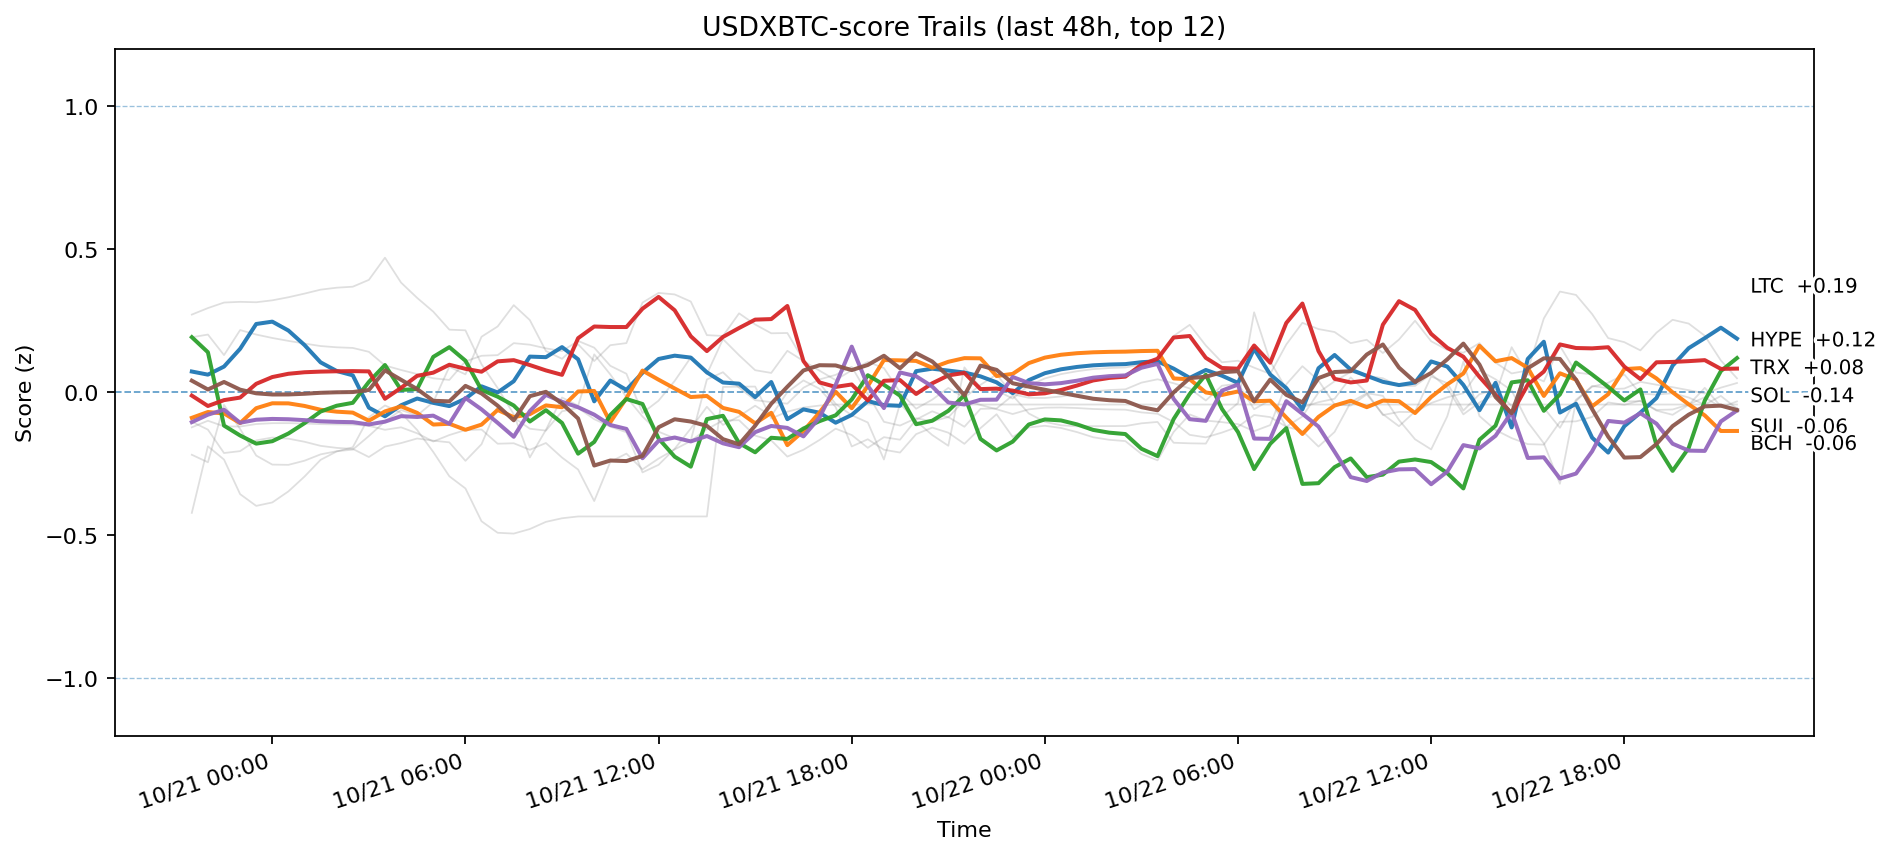 USDXBTC-score Trails (last 48h, top 12)
Score (z)
1.0
0.5
0.0
−0.5
−1.0
LTC +0.19
HYPE +0.12
TRX +0.08
SOL -0.14
SUI -0.06
BCH -0.06
10/21 00:00
10/21 06:00
10/21 12:00
10/21 18:00
10/22 00:00
10/22 06:00
10/22 12:00
10/22 18:00
Time